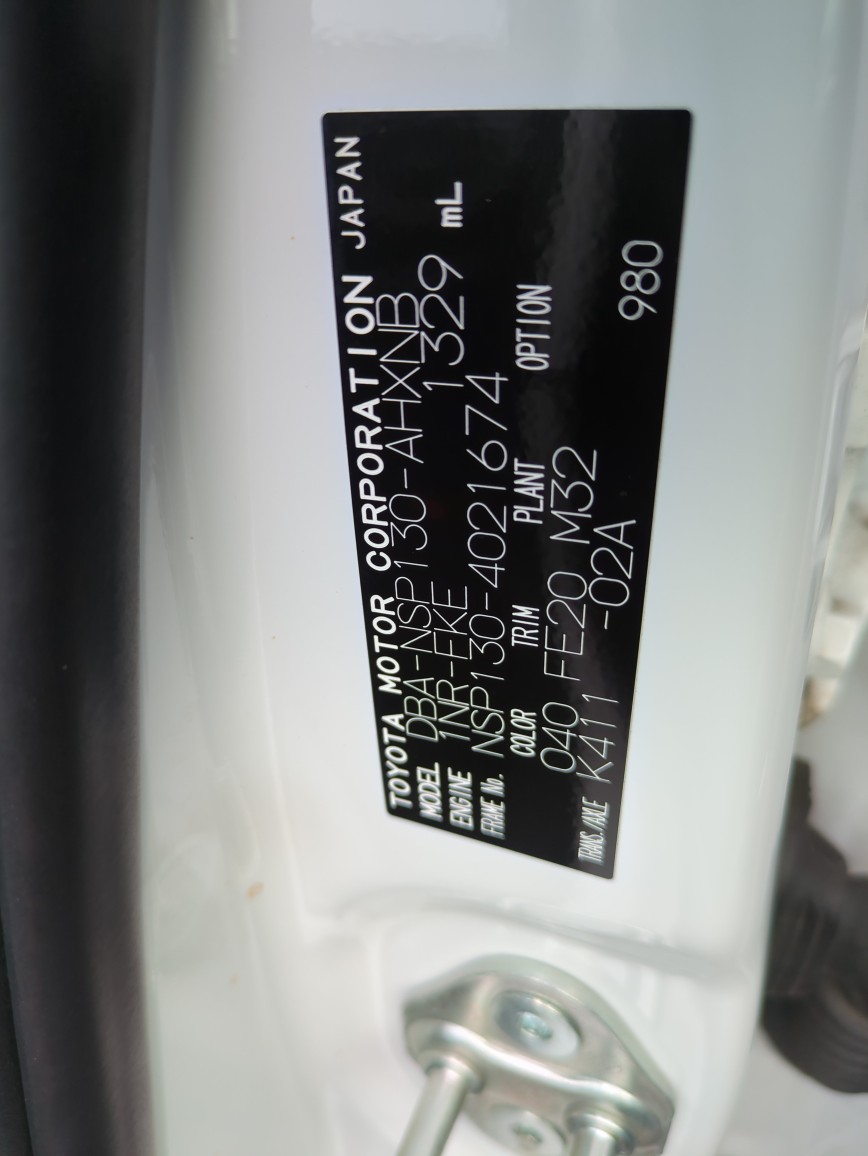 TOYOTA MOTOR CORPORATION JAPAN
MODEL DBA-NSP130-AHXNB
ENGINE 1NR-FKE 1329 mL
FRAME No. NSP130-4021674
COLOR TRIM PLANT OPTION
040 FE20 M32
TRANS./AXLE K411 -02A 980